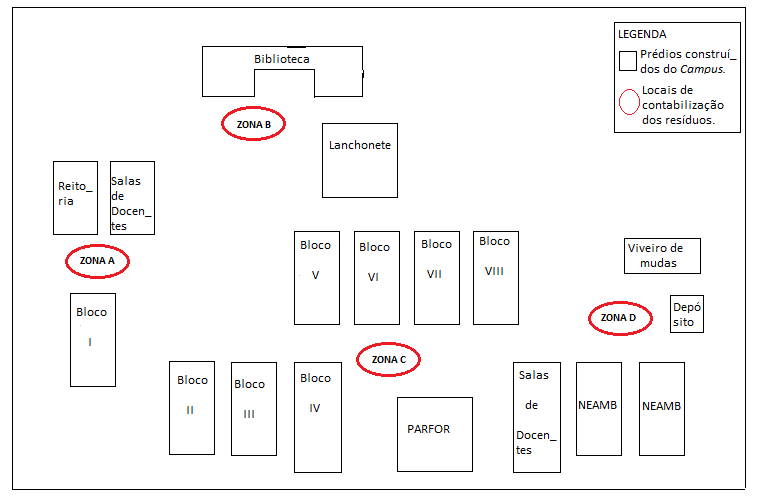 LEGENDA
Prédios construí_
dos do Campus.
Locais de
contabilização
dos resíduos.
Biblioteca
ZONA B
Lanchonete
Reito_
ria
Salas
de
Docen_
tes
ZONA A
Bloco
I
Bloco
V
Bloco
VI
Bloco
VII
Bloco
VIII
Viveiro de
mudas
Depó
sito
ZONA D
ZONA C
Bloco
II
Bloco
III
Bloco
IV
PARFOR
Salas
de
Docen_
tes
NEAMB
NEAMB